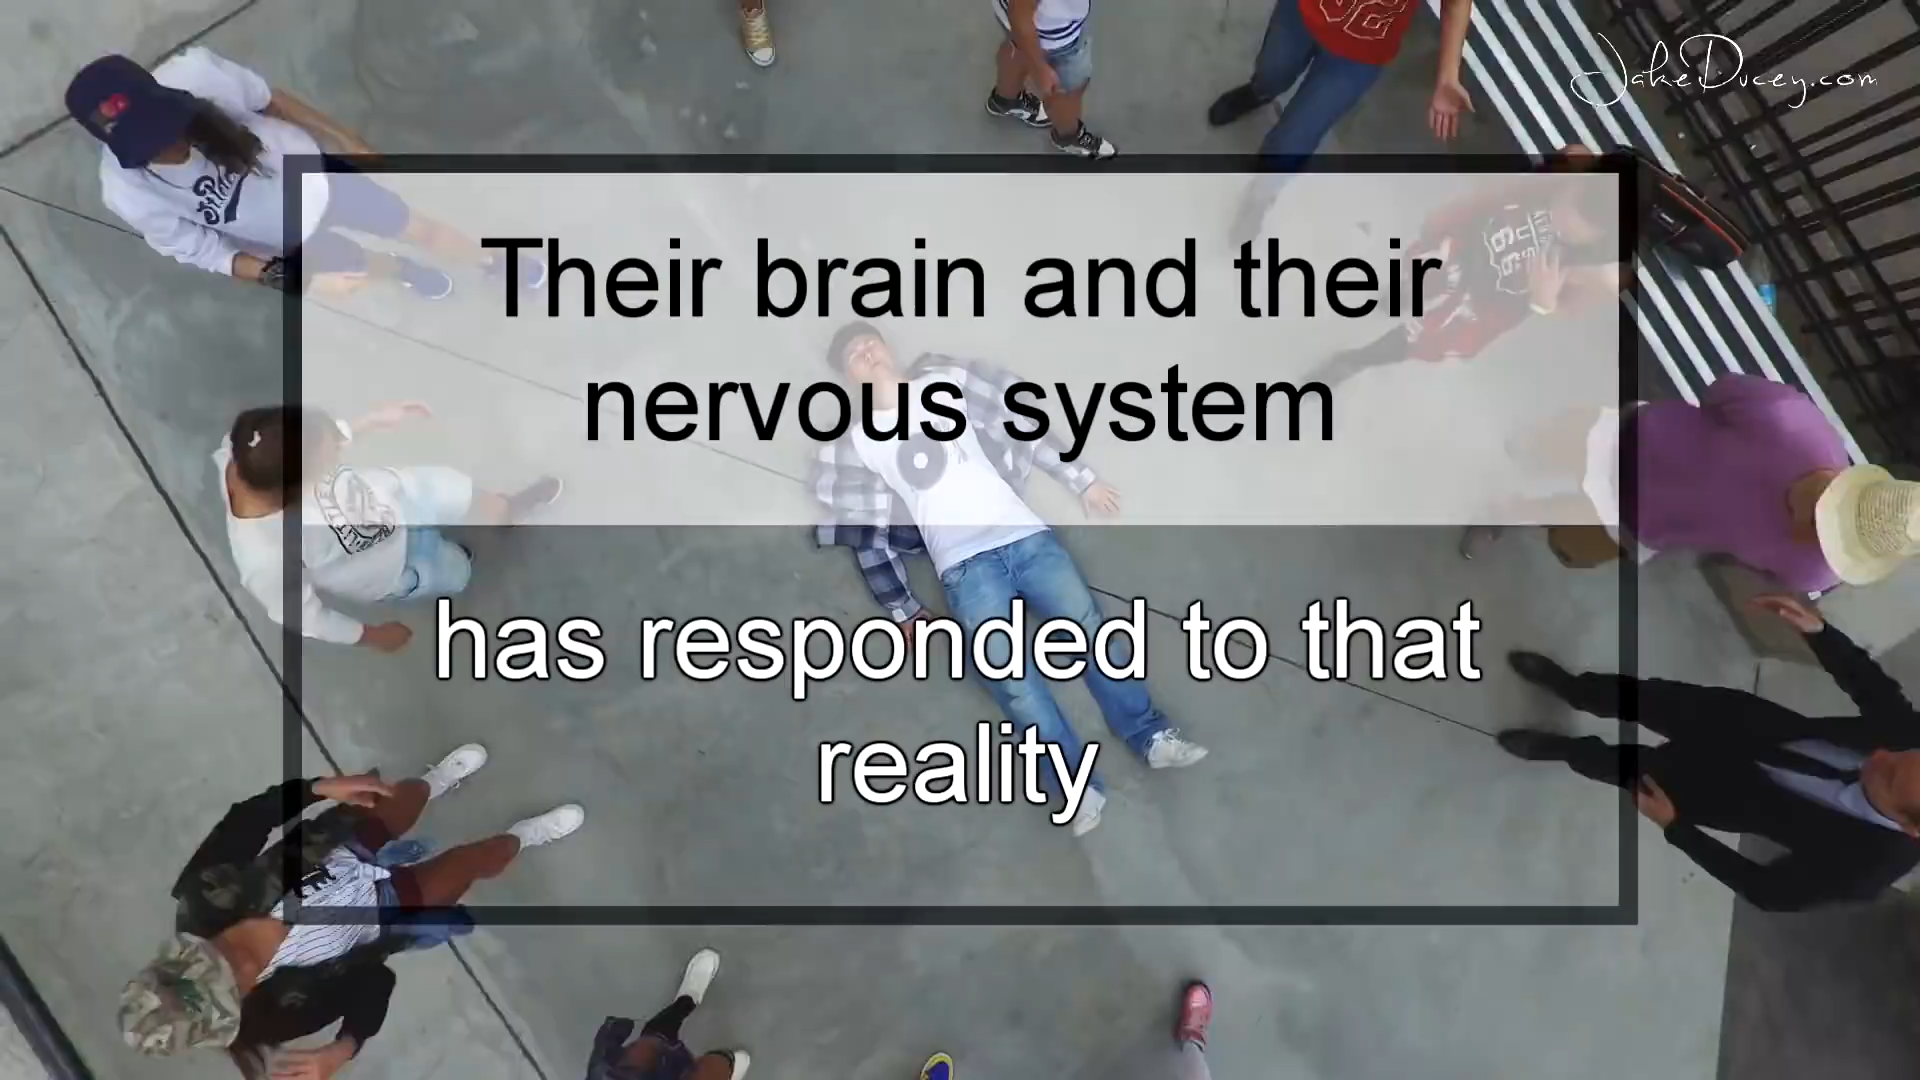 JakeDucey.com
Their brain and their
nervous system
has responded to that
reality